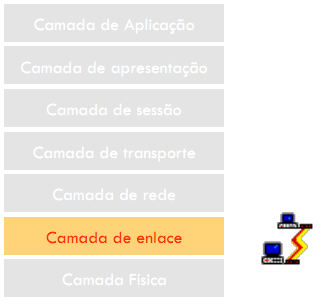 Camada de Aplicação
Camada de apresentação
Camada de sessão
Camada de transporte
Camada de rede
Camada de enlace
Camada Física